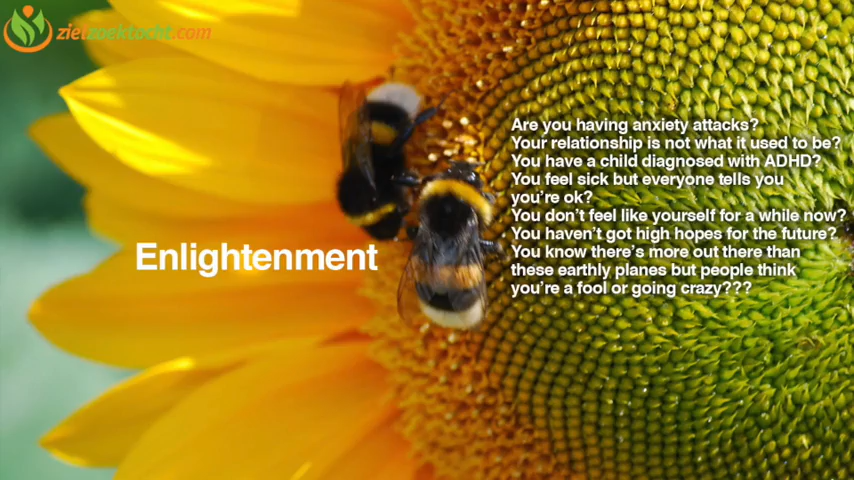 zielzoektocht.com
Are you having anxiety attacks?
Your relationship is not what it used to be?
You have a child diagnosed with ADHD?
You feel sick but everyone tells you
you're ok?
You don't feel like yourself for a while now?
You haven't got high hopes for the future?
You know there's more out there than
these earthly planes but people think
you're a fool or going crazy???
Enlightenment